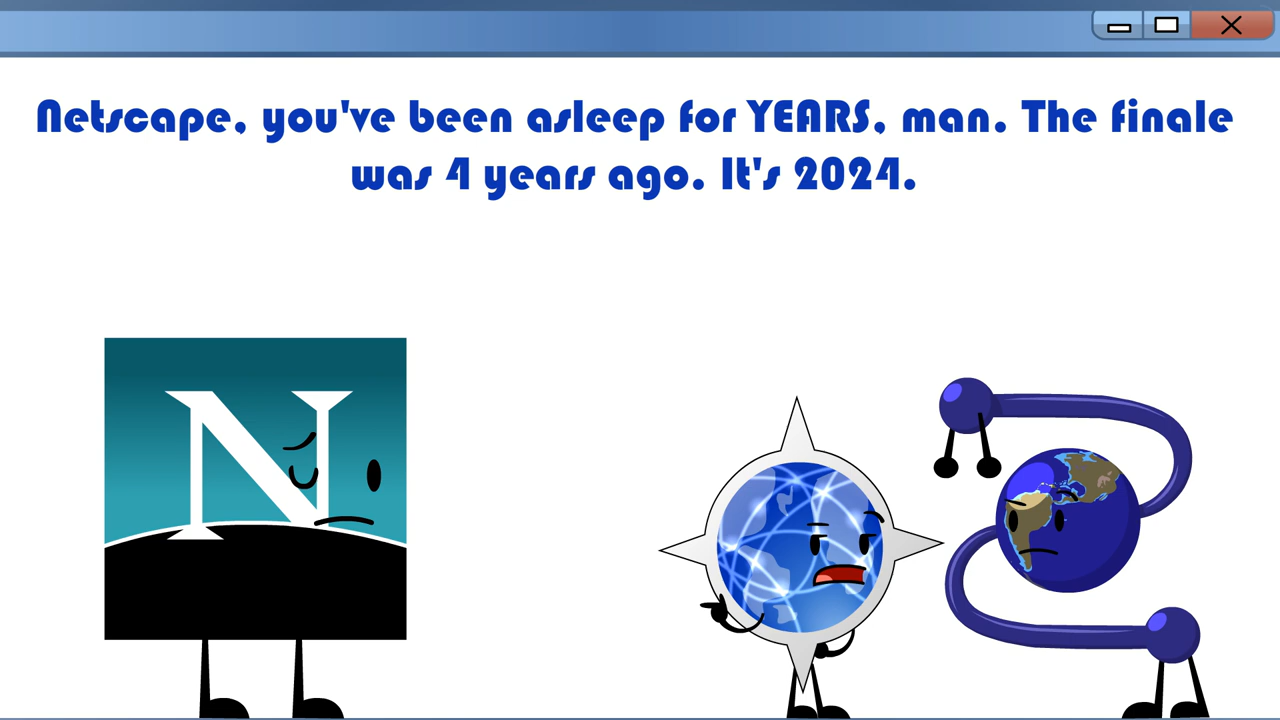 Netscape, you've been asleep for YEARS, man. The finale
was 4 years ago. It's 2024.
N